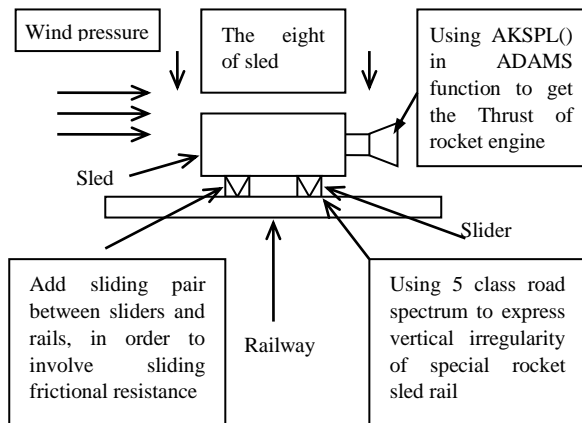 Wind pressure
The eight
of sled
Using AKSPL()
in ADAMS
function to get
the Thrust of
rocket engine
Sled
Slider
Add sliding pair
between sliders and
rails, in order to
involve sliding
frictional resistance
Railway
Using 5 class road
spectrum to express
vertical irregularity
of special rocket
sled rail